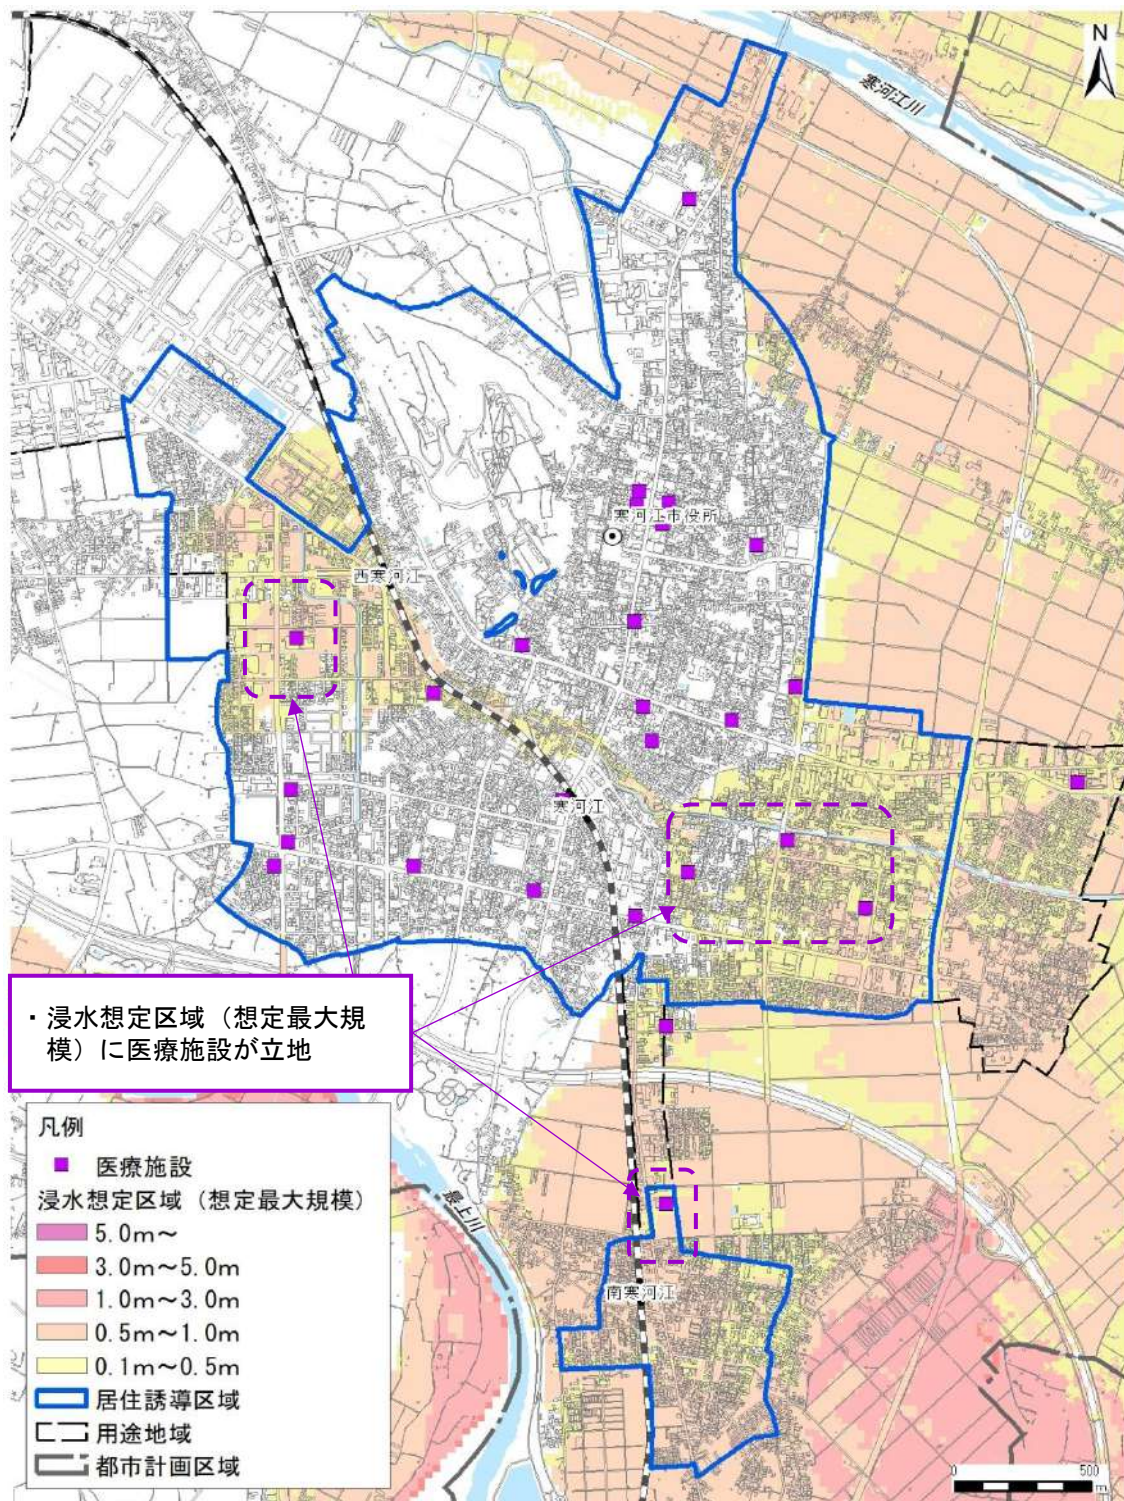 N
寒河江川
寒河江市役所
西寒河江
寒河江
・浸水想定区域（想定最大規
模）に医療施設が立地
最上川
南寒河江
凡例
医療施設
浸水想定区域（想定最大規模）
5.0m～
3.0m～5.0m
1.0m～3.0m
0.5m～1.0m
0.1m～0.5m
居住誘導区域
用途地域
都市計画区域
0 500
m